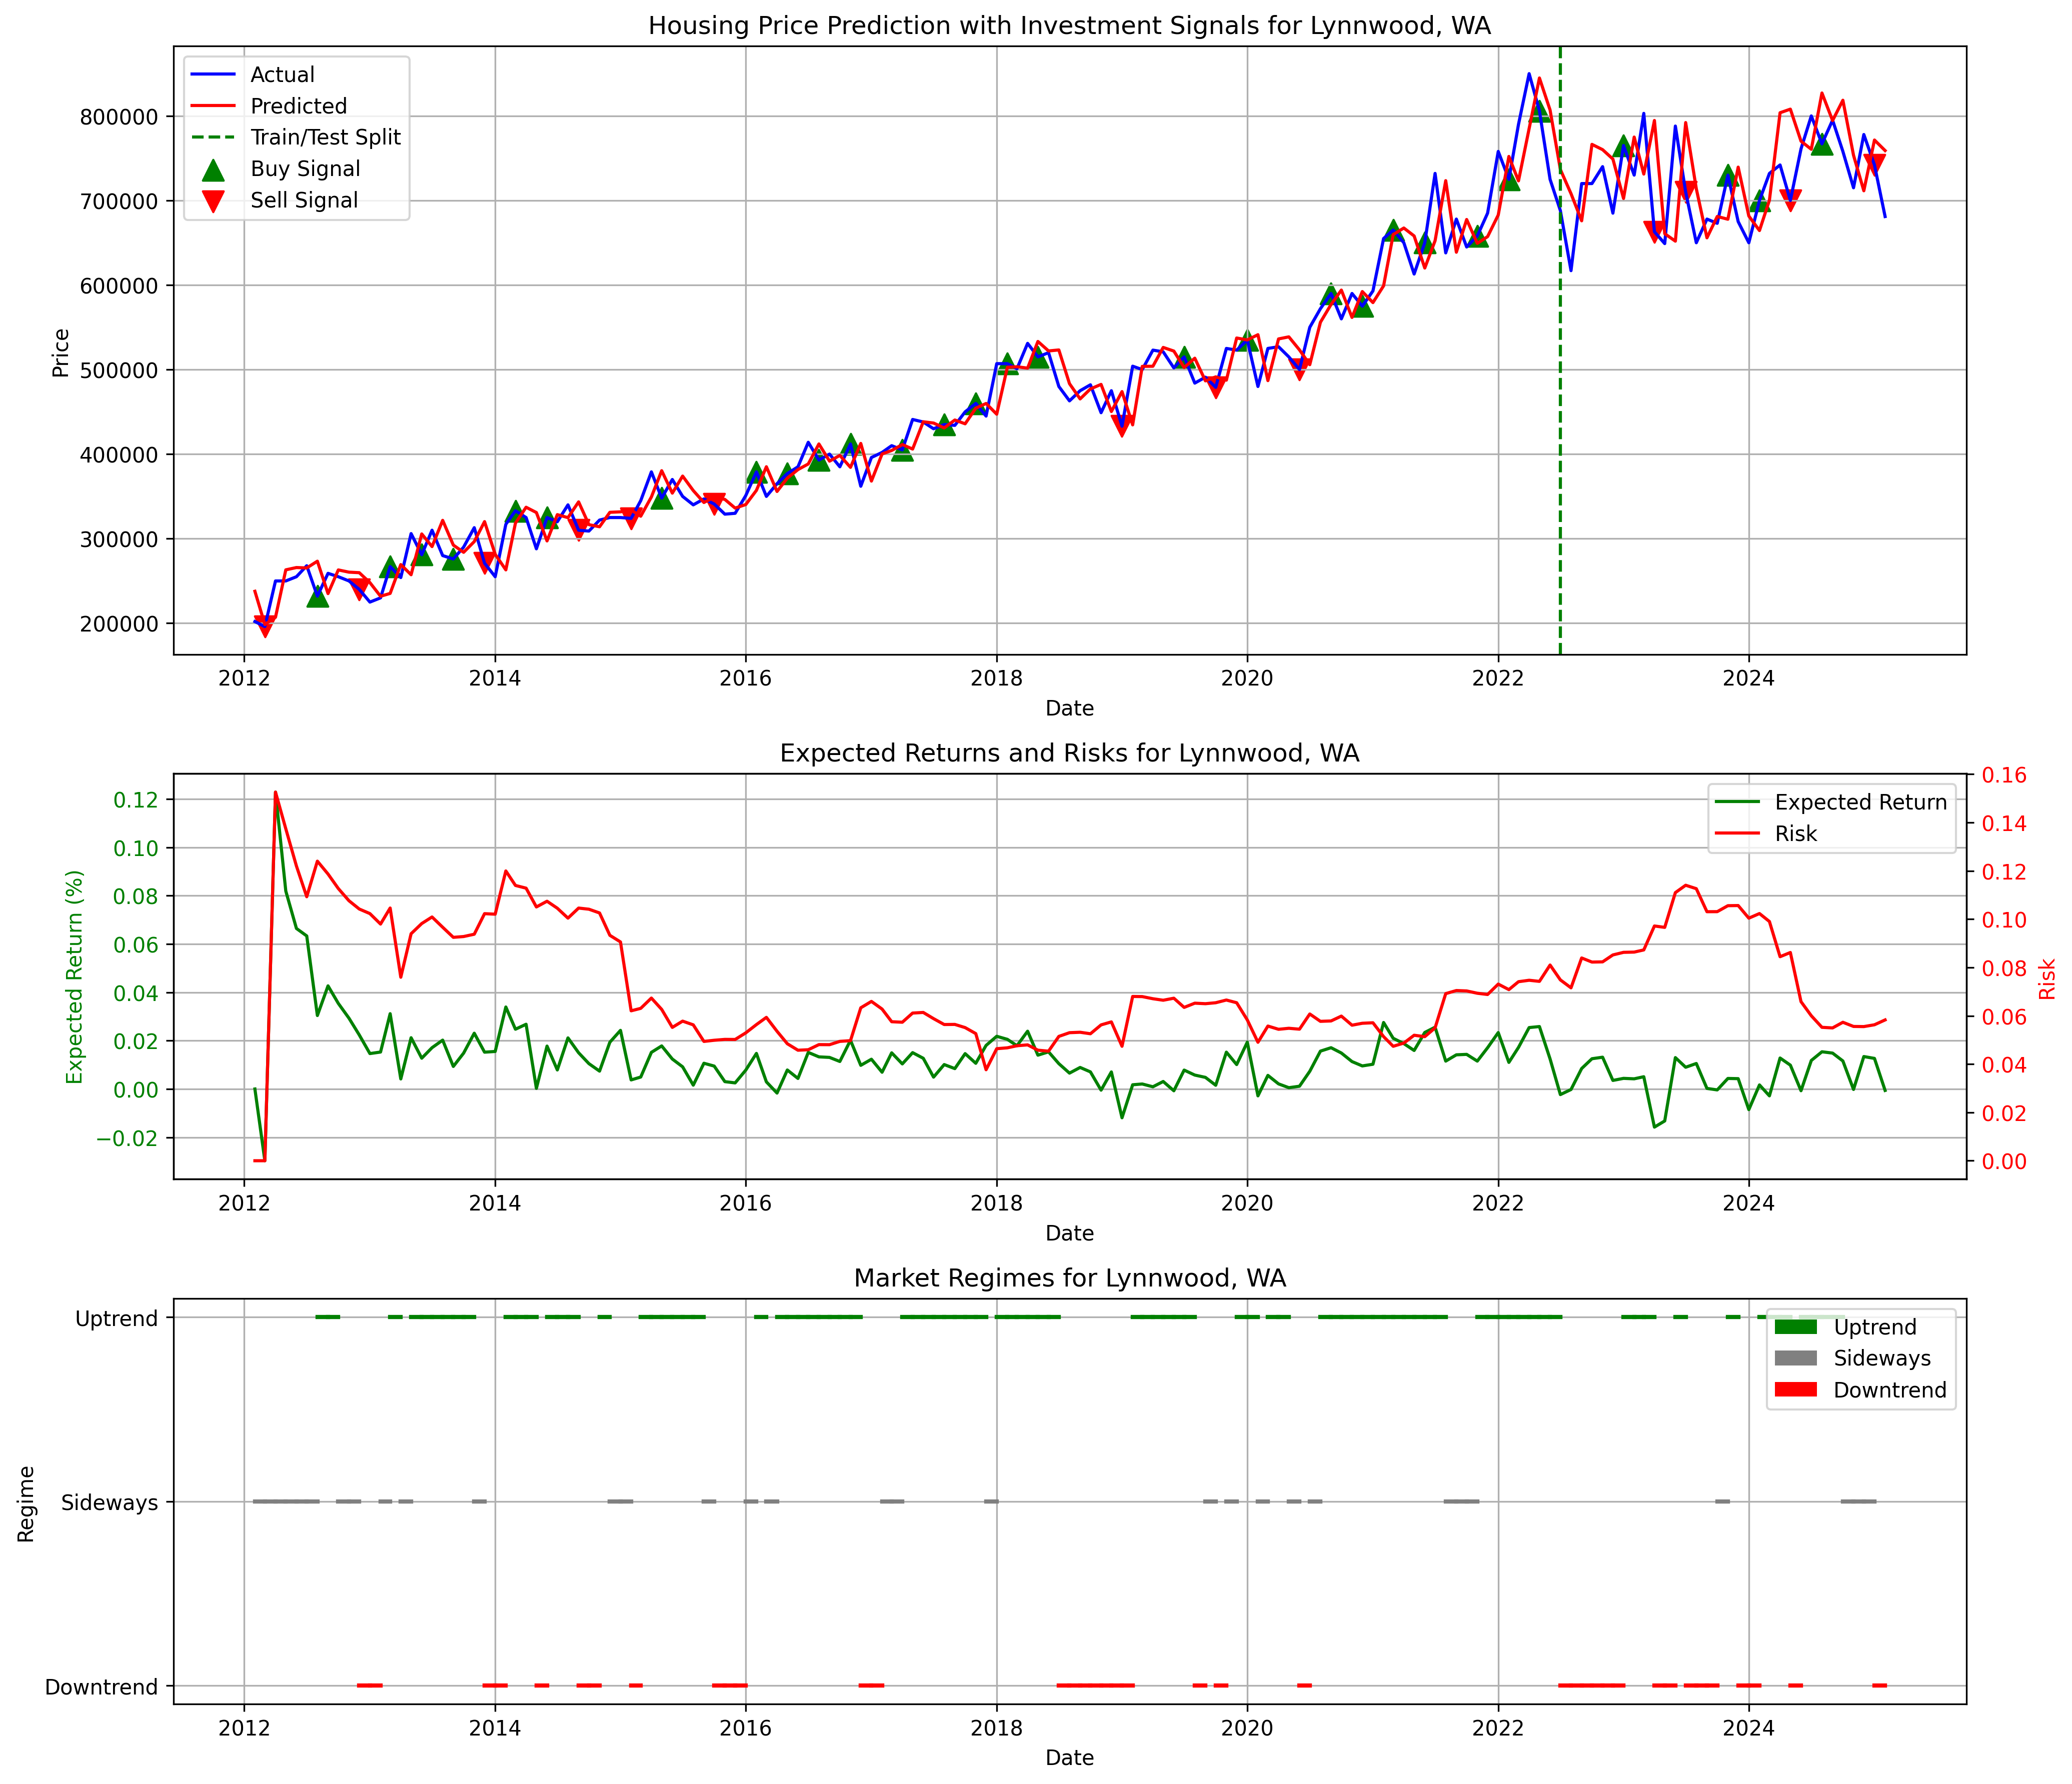 Housing Price Prediction with Investment Signals for Lynnwood, WA
Actual
Predicted
Train/Test Split
Buy Signal
Sell Signal
800000
700000
600000
500000
400000
300000
200000
Price
2012 2014 2016 2018 2020 2022 2024
Date
Expected Returns and Risks for Lynnwood, WA
Expected Return
Risk
0.12
0.10
0.08
0.06
0.04
0.02
0.00
−0.02
Expected Return (%)
0.16
0.14
0.12
0.10
0.08
0.06
0.04
0.02
0.00
Risk
2012 2014 2016 2018 2020 2022 2024
Date
Market Regimes for Lynnwood, WA
Uptrend
Sideways
Downtrend
Regime
Uptrend
Sideways
Downtrend
2012 2014 2016 2018 2020 2022 2024
Date